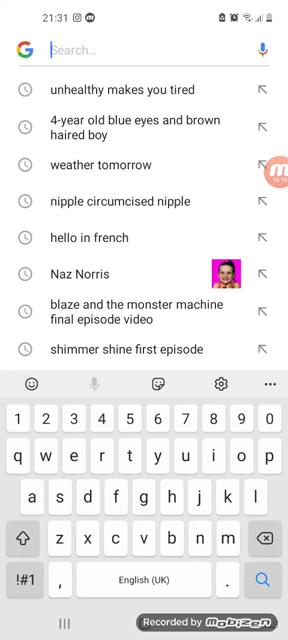 21:31
Search...
unhealthy makes you tired
4-year old blue eyes and brown
haired boy
weather tomorrow
16:19
nipple circumcised nipple
hello in french
Naz Norris
blaze and the monster machine
final episode video
shimmer shine first episode
1 2 3 4 5 6 7 8 9 0
q w e r t y u i o p
a s d f g h j k l
z x c v b n m
!#1 , English (UK) .
Recorded by mobizen